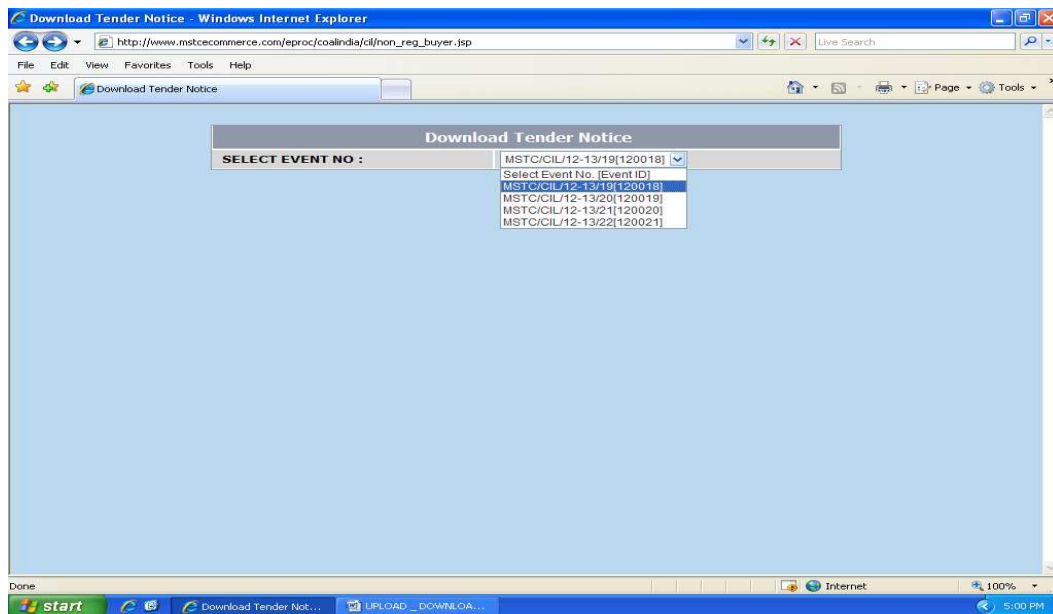 Download Tender Notice - Windows Internet Explorer
http://www.mstcecommerce.com/eproc/coalindia/cil/non_reg_buyer.jsp
Live Search
File Edit View Favorites Tools Help
Download Tender Notice
Page Tools
Download Tender Notice
SELECT EVENT NO :
MSTC/CIL/12-13/19[120018]
Select Event No. [Event ID]
MSTC/CIL/12-13/19[120018]
MSTC/CIL/12-13/20[120019]
MSTC/CIL/12-13/21[120020]
MSTC/CIL/12-13/22[120021]
Done
Internet
100%
start
Download Tender Not...
UPLOAD _ DOWNLOA...
5:00 PM